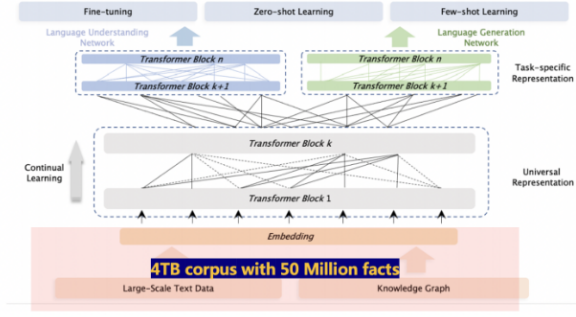 Fine-tuning
Zero-shot Learning
Few-shot Learning
Language Understanding
Network
Language Generation
Network
Transformer Block n
Transformer Block k+1
Transformer Block n
Transformer Block k+1
Task-specific
Representation
Transformer Block k
Continual
Learning
Universal
Representation
Transformer Block 1
Embedding
4TB corpus with 50 Million facts
Large-Scale Text Data
Knowledge Graph